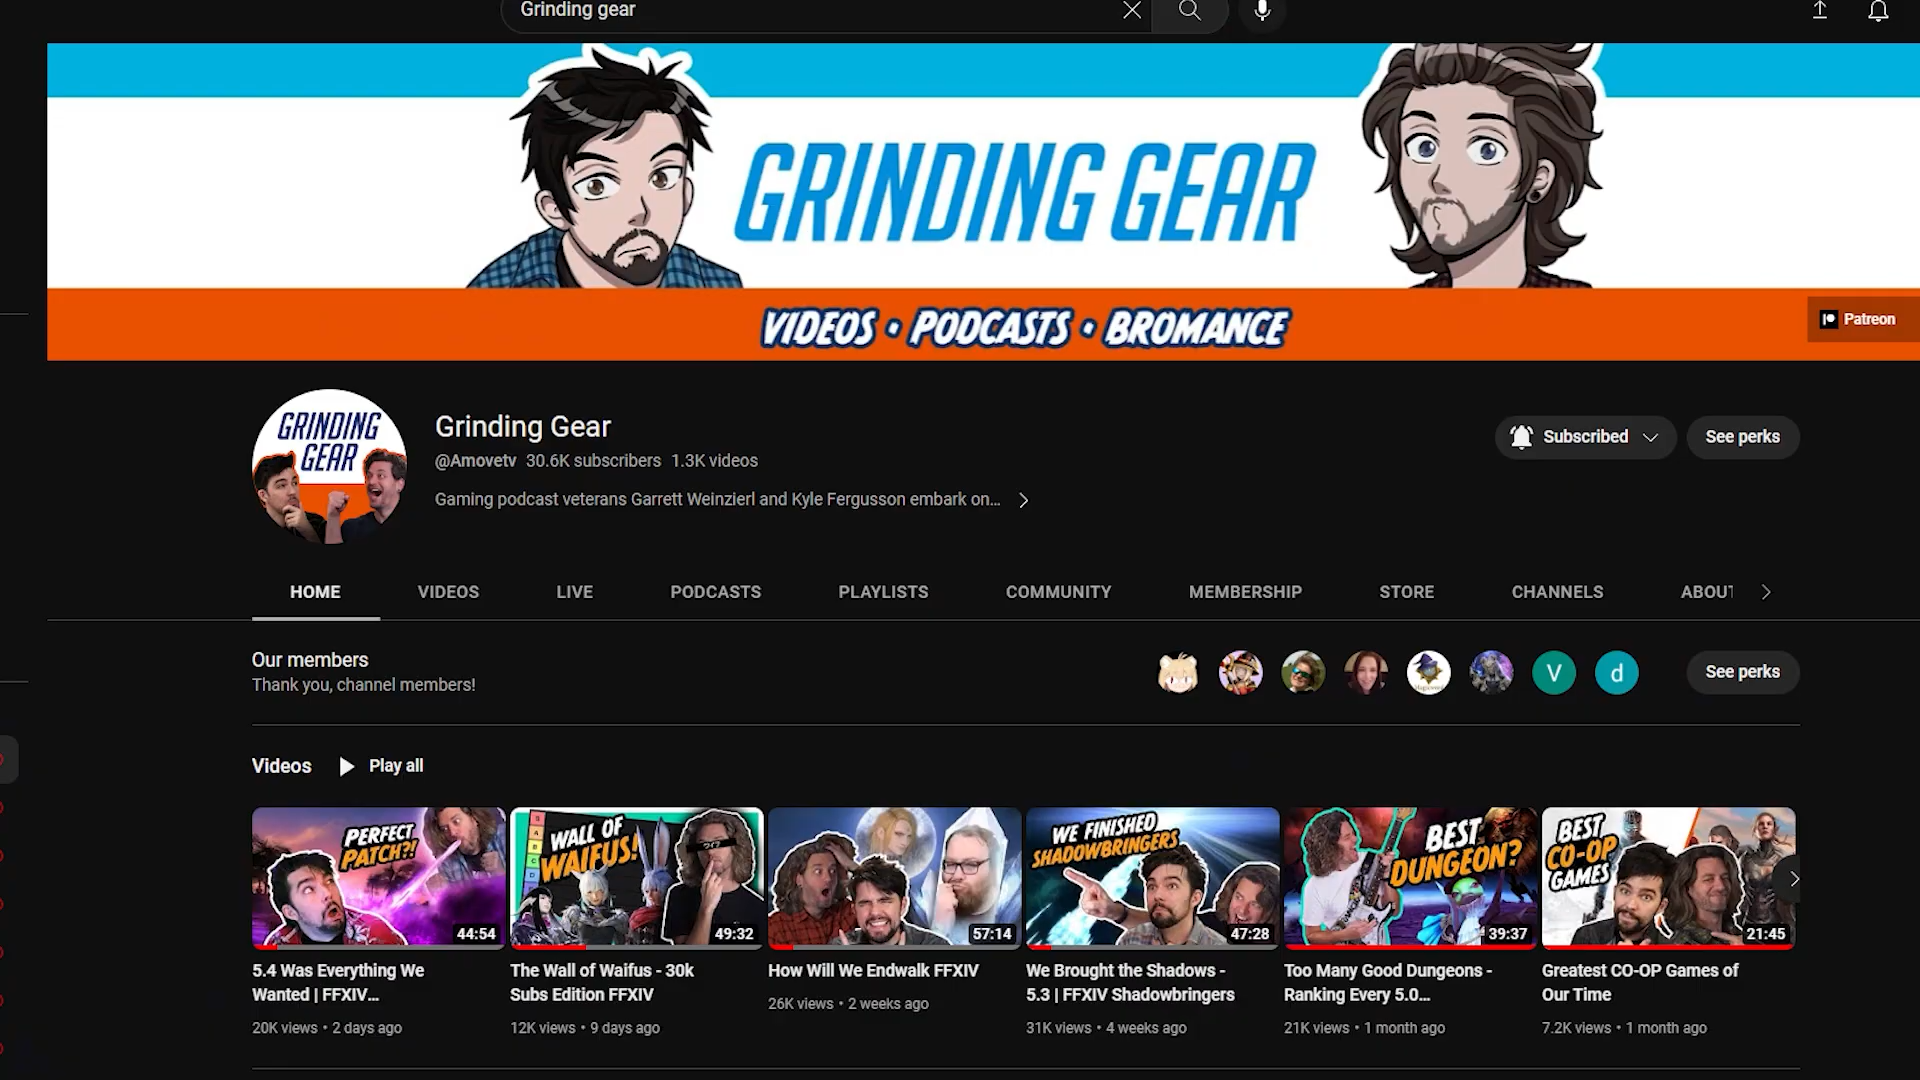 Grinding gear
GRINDING GEAR
VIDEOS • PODCASTS • BROMANCE
Patreon
GRINDING
GEAR
Grinding Gear
@Amovetv 30.6K subscribers 1.3K videos
Gaming podcast veterans Garrett Weinzierl and Kyle Fergusson embark on...
Subscribed
See perks
HOME
VIDEOS
LIVE
PODCASTS
PLAYLISTS
COMMUNITY
MEMBERSHIP
STORE
CHANNELS
ABOUT
Our members
Thank you, channel members!
V
d
See perks
Videos
Play all
PERFECT
PATCH?!
44:54
5.4 Was Everything We
Wanted | FFXIV...
20K views • 2 days ago
S
A
B
C
D
WALL OF
WAIFUS!
49:32
The Wall of Waifus - 30k
Subs Edition FFXIV
12K views • 9 days ago
57:14
How Will We Endwalk FFXIV
26K views • 2 weeks ago
WE FINISHED
SHADOWBRINGERS
47:28
We Brought the Shadows -
5.3 | FFXIV Shadowbringers
31K views • 4 weeks ago
BEST
DUNGEON?
39:37
Too Many Good Dungeons -
Ranking Every 5.0...
21K views • 1 month ago
BEST
CO-OP
GAMES
21:45
Greatest CO-OP Games of
Our Time
7.2K views • 1 month ago